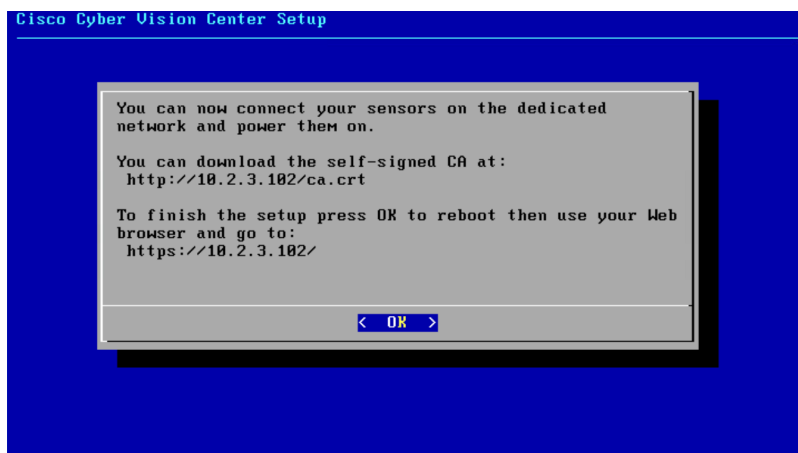 Cisco Cyber Vision Center Setup
You can now connect your sensors on the dedicated
network and power them on.
You can download the self-signed CA at:
http://10.2.3.102/ca.crt
To finish the setup press OK to reboot then use your Web
browser and go to:
https://10.2.3.102/
< OK >